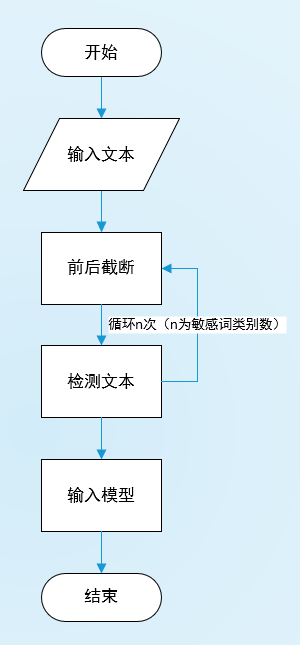 开始
输入文本
前后截断
循环n次（n为敏感词类别数）
检测文本
输入模型
结束